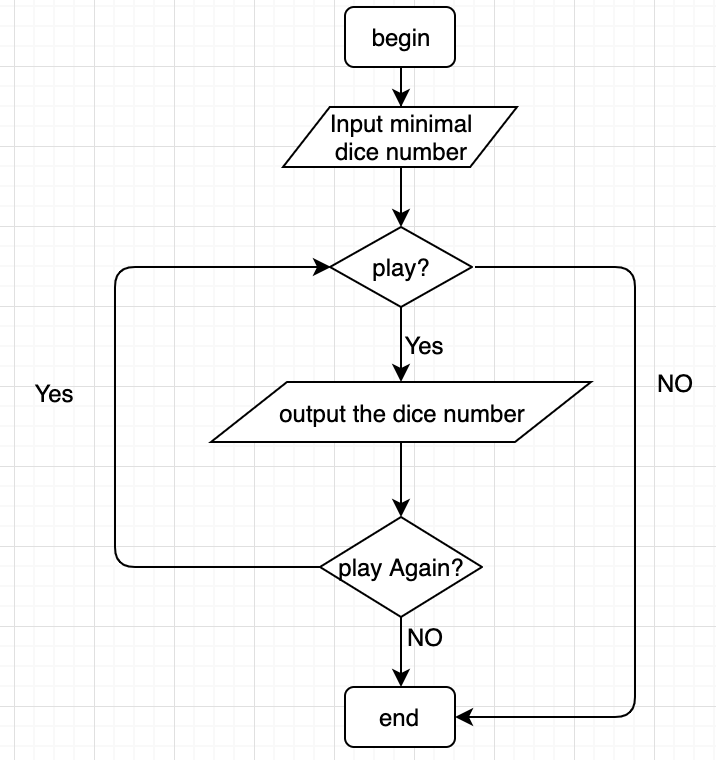 begin
Input minimal
dice number
play?
Yes
NO
Yes
output the dice number
play Again?
NO
end